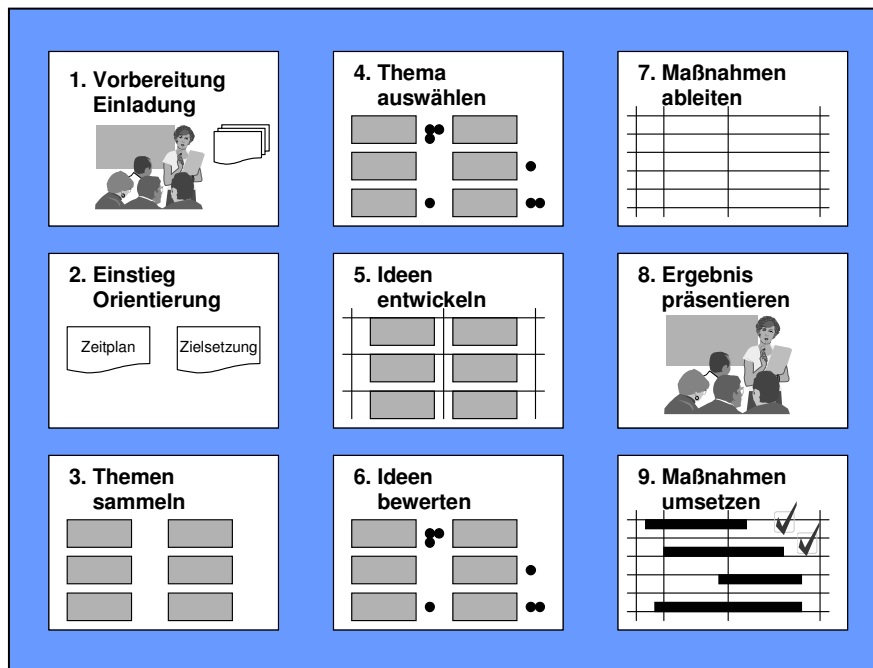 1. Vorbereitung
Einladung
2. Einstieg
Orientierung
Zeitplan
Zielsetzung
3. Themen
sammeln
4. Thema
auswählen
5. Ideen
entwickeln
6. Ideen
bewerten
7. Maßnahmen
ableiten
8. Ergebnis
präsentieren
9. Maßnahmen
umsetzen